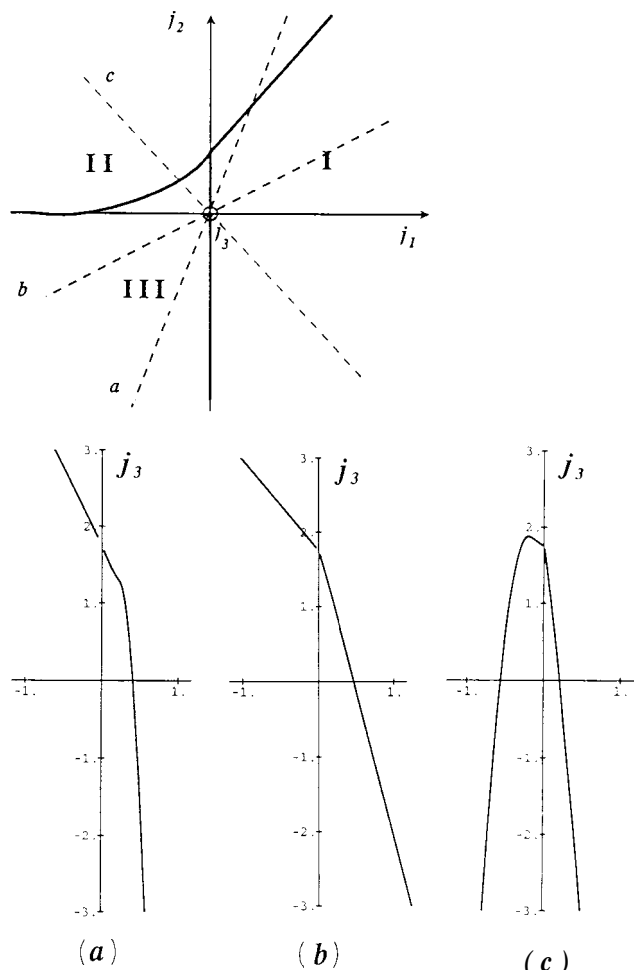 j₂
c
II
I
j₃
j₁
b
III
a
3. j₃ 3. j₃ 3. j₃
2 2. 2.
1. 1. 1.
-1. 1. -1. 1. -1. 1.
-1. -1. -1.
-2. -2. -2.
-3. -3. -3.
(a) (b) (c)